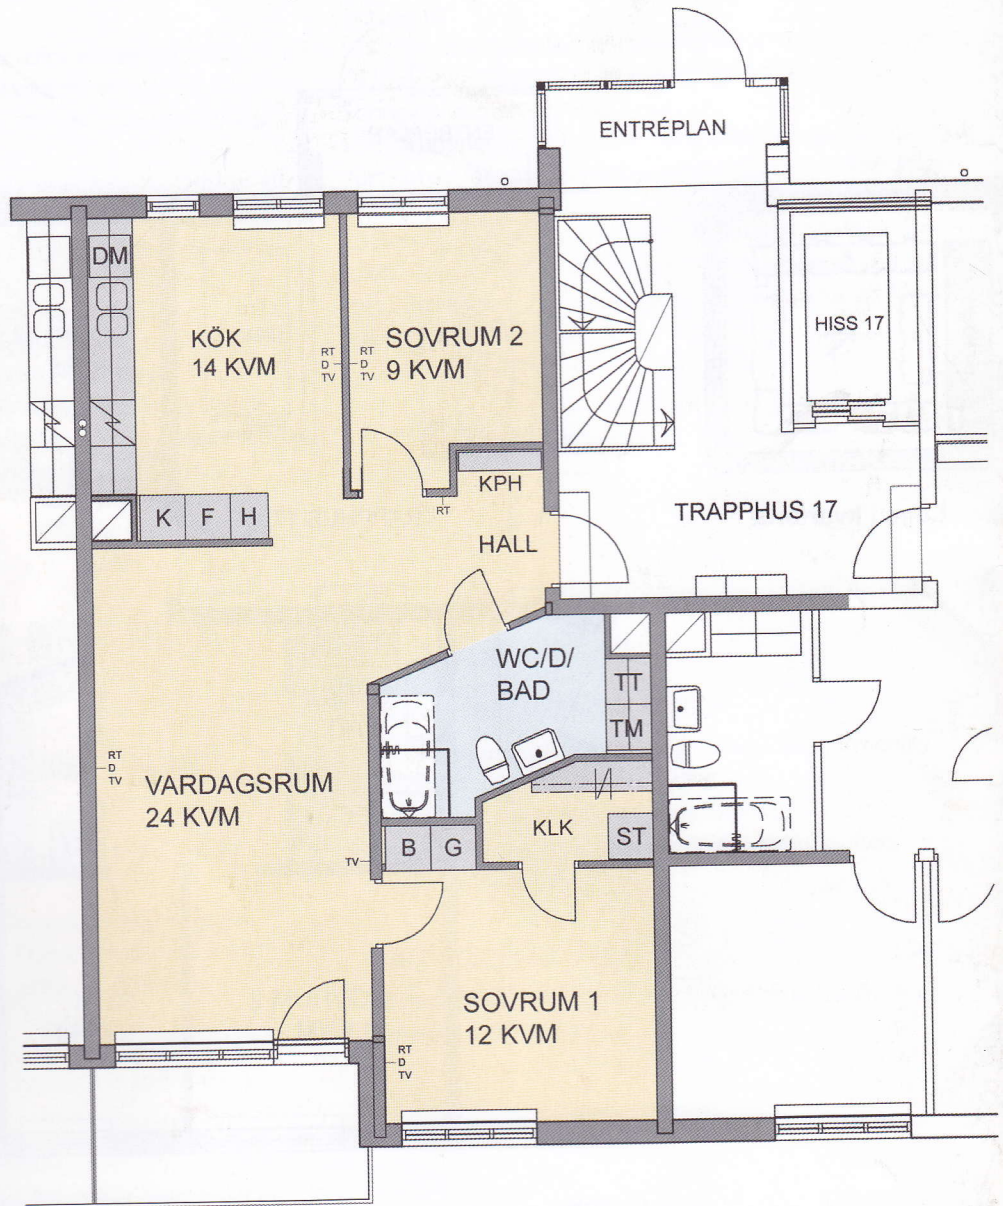 ENTRÉPLAN
DM
KÖK
14 KVM
RT
D
TV
RT
D
TV
SOVRUM 2
9 KVM
HISS 17
K F H
KPH
RT
HALL
TRAPPHUS 17
WC/D/
BAD
TT
TM
RT
D
TV
VARDAGSRUM
24 KVM
TV
B G
KLK
ST
SOVRUM 1
12 KVM
RT
D
TV